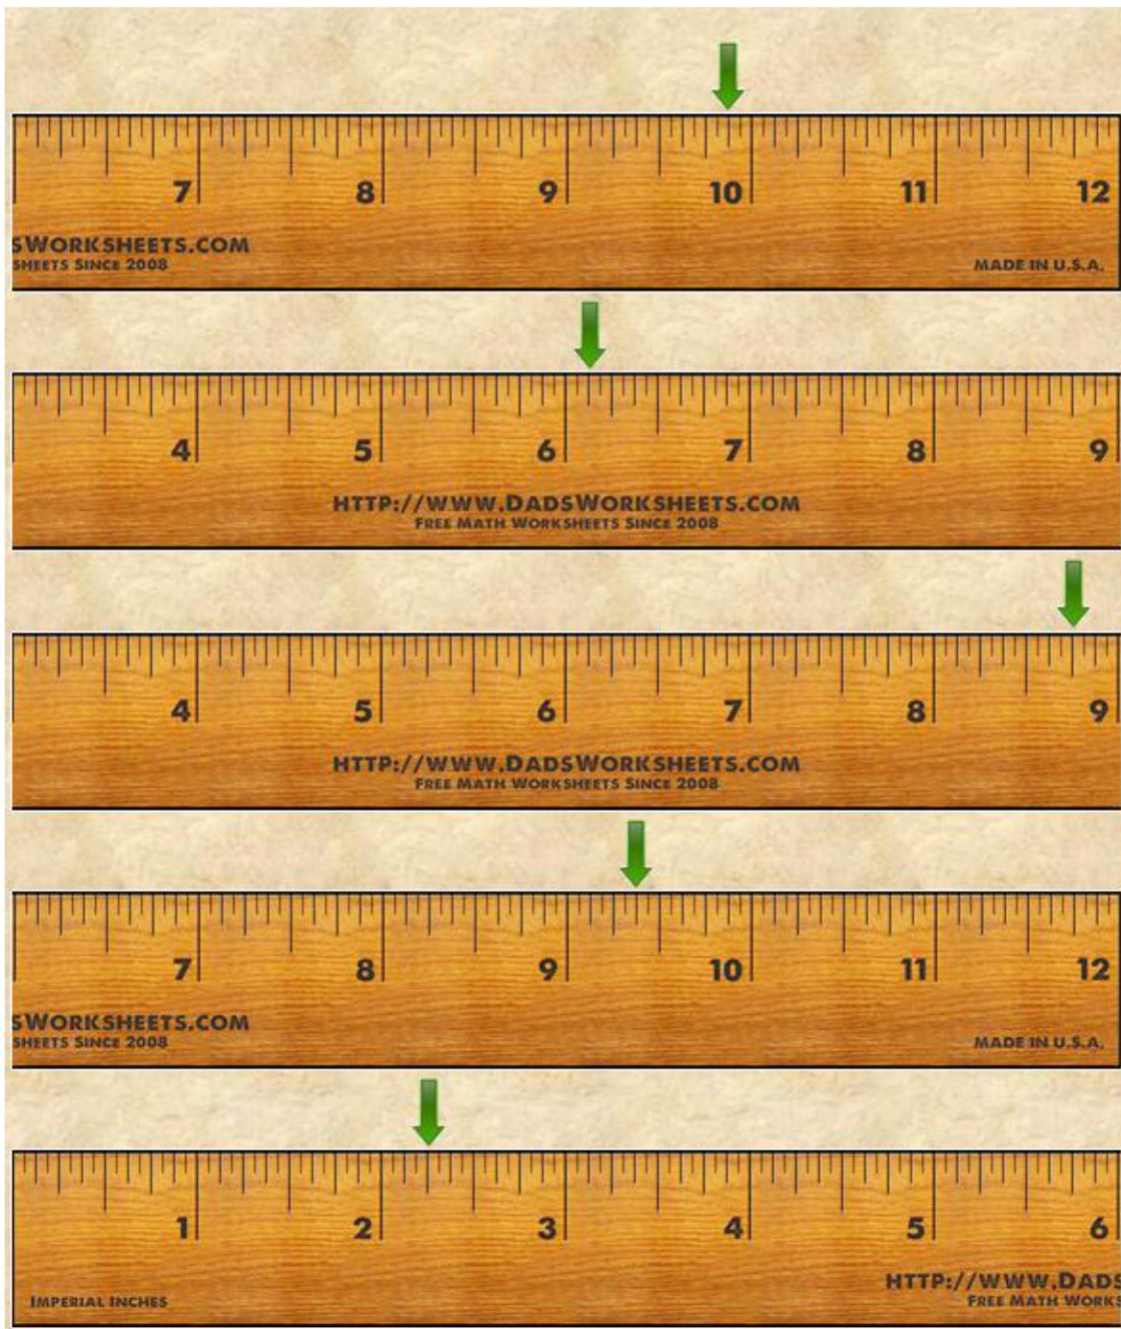 7 8 9 10 11 12
sWorksheets.com
sheets Since 2008
Made in U.S.A.
4 5 6 7 8 9
http://www.DadsWorksheets.com
Free Math Worksheets Since 2008
4 5 6 7 8 9
http://www.DadsWorksheets.com
Free Math Worksheets Since 2008
7 8 9 10 11 12
sWorksheets.com
sheets Since 2008
Made in U.S.A.
1 2 3 4 5 6
http://www.Dads
Free Math Works
Imperial Inches